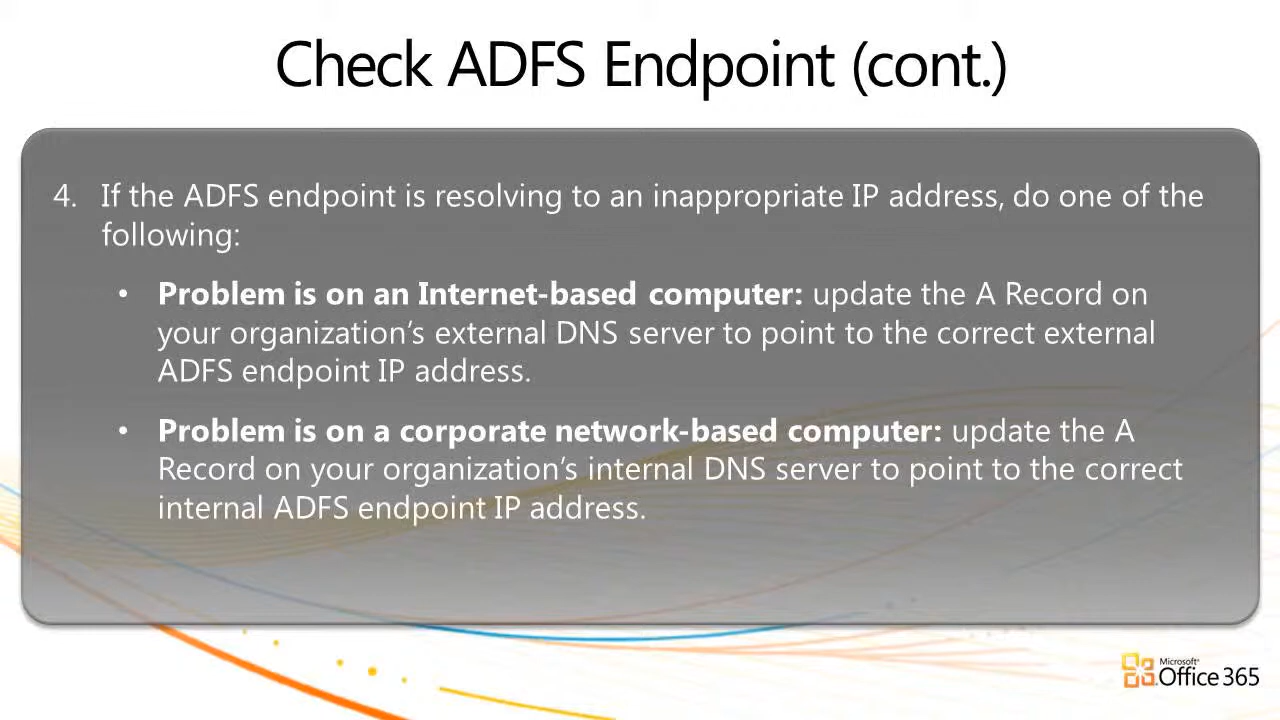 Check ADFS Endpoint (cont.)
4. If the ADFS endpoint is resolving to an inappropriate IP address, do one of the
following:
• Problem is on an Internet-based computer: update the A Record on
your organization’s external DNS server to point to the correct external
ADFS endpoint IP address.
• Problem is on a corporate network-based computer: update the A
Record on your organization’s internal DNS server to point to the correct
internal ADFS endpoint IP address.
Microsoft®
Office 365